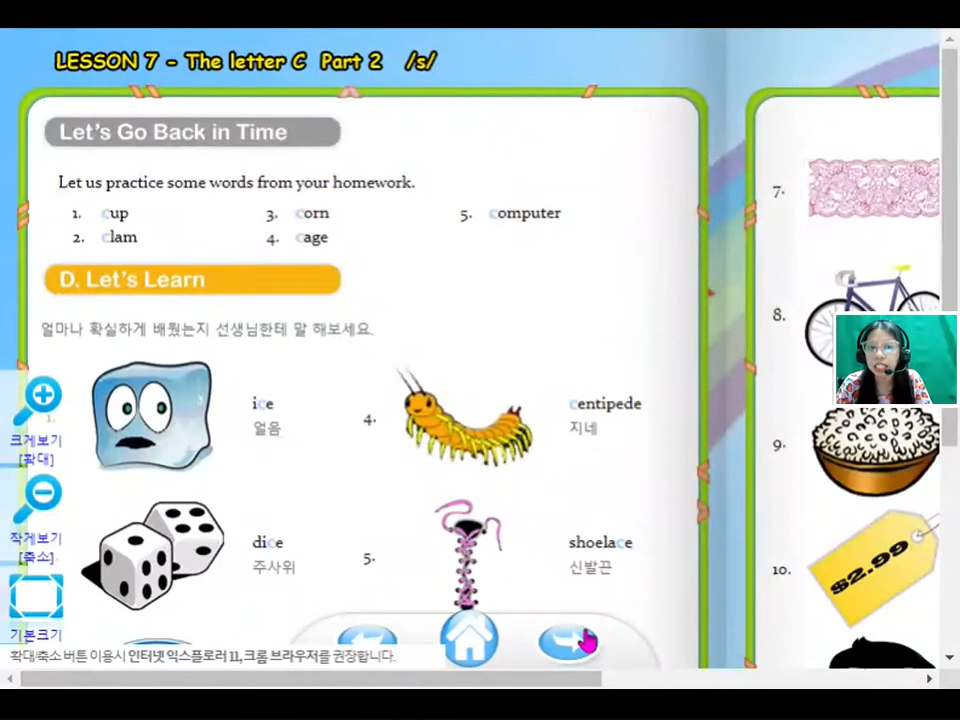 LESSON 7 - The letter C Part 2 /s/
Let's Go Back in Time
Let us practice some words from your homework.
1. cup
3. corn
5. computer
2. clam
4. cage
D. Let's Learn
얼마나 확실하게 배웠는지 선생님한테 말 해보세요.
1.
ice
얼음
4.
centipede
지네
dice
주사위
5.
shoelace
신발끈
7.
8.
9.
10.
$2.99
크게보기
[확대]
작게보기
[축소]
기본크기
확대/축소 버튼 이용시 인터넷 익스플로러 11, 크롬 브라우저를 권장합니다.